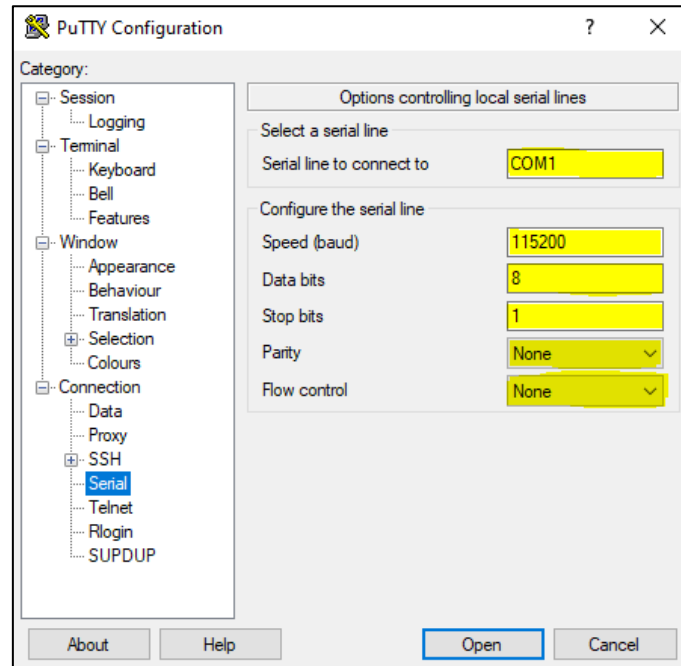 PuTTY Configuration
?
Category:
Session
Logging
Terminal
Keyboard
Bell
Features
Window
Appearance
Behaviour
Translation
Selection
Colours
Connection
Data
Proxy
SSH
Serial
Telnet
Rlogin
SUPDUP
Options controlling local serial lines
Select a serial line
Serial line to connect to COM1
Configure the serial line
Speed (baud) 115200
Data bits 8
Stop bits 1
Parity None
Flow control None
About Help Open Cancel